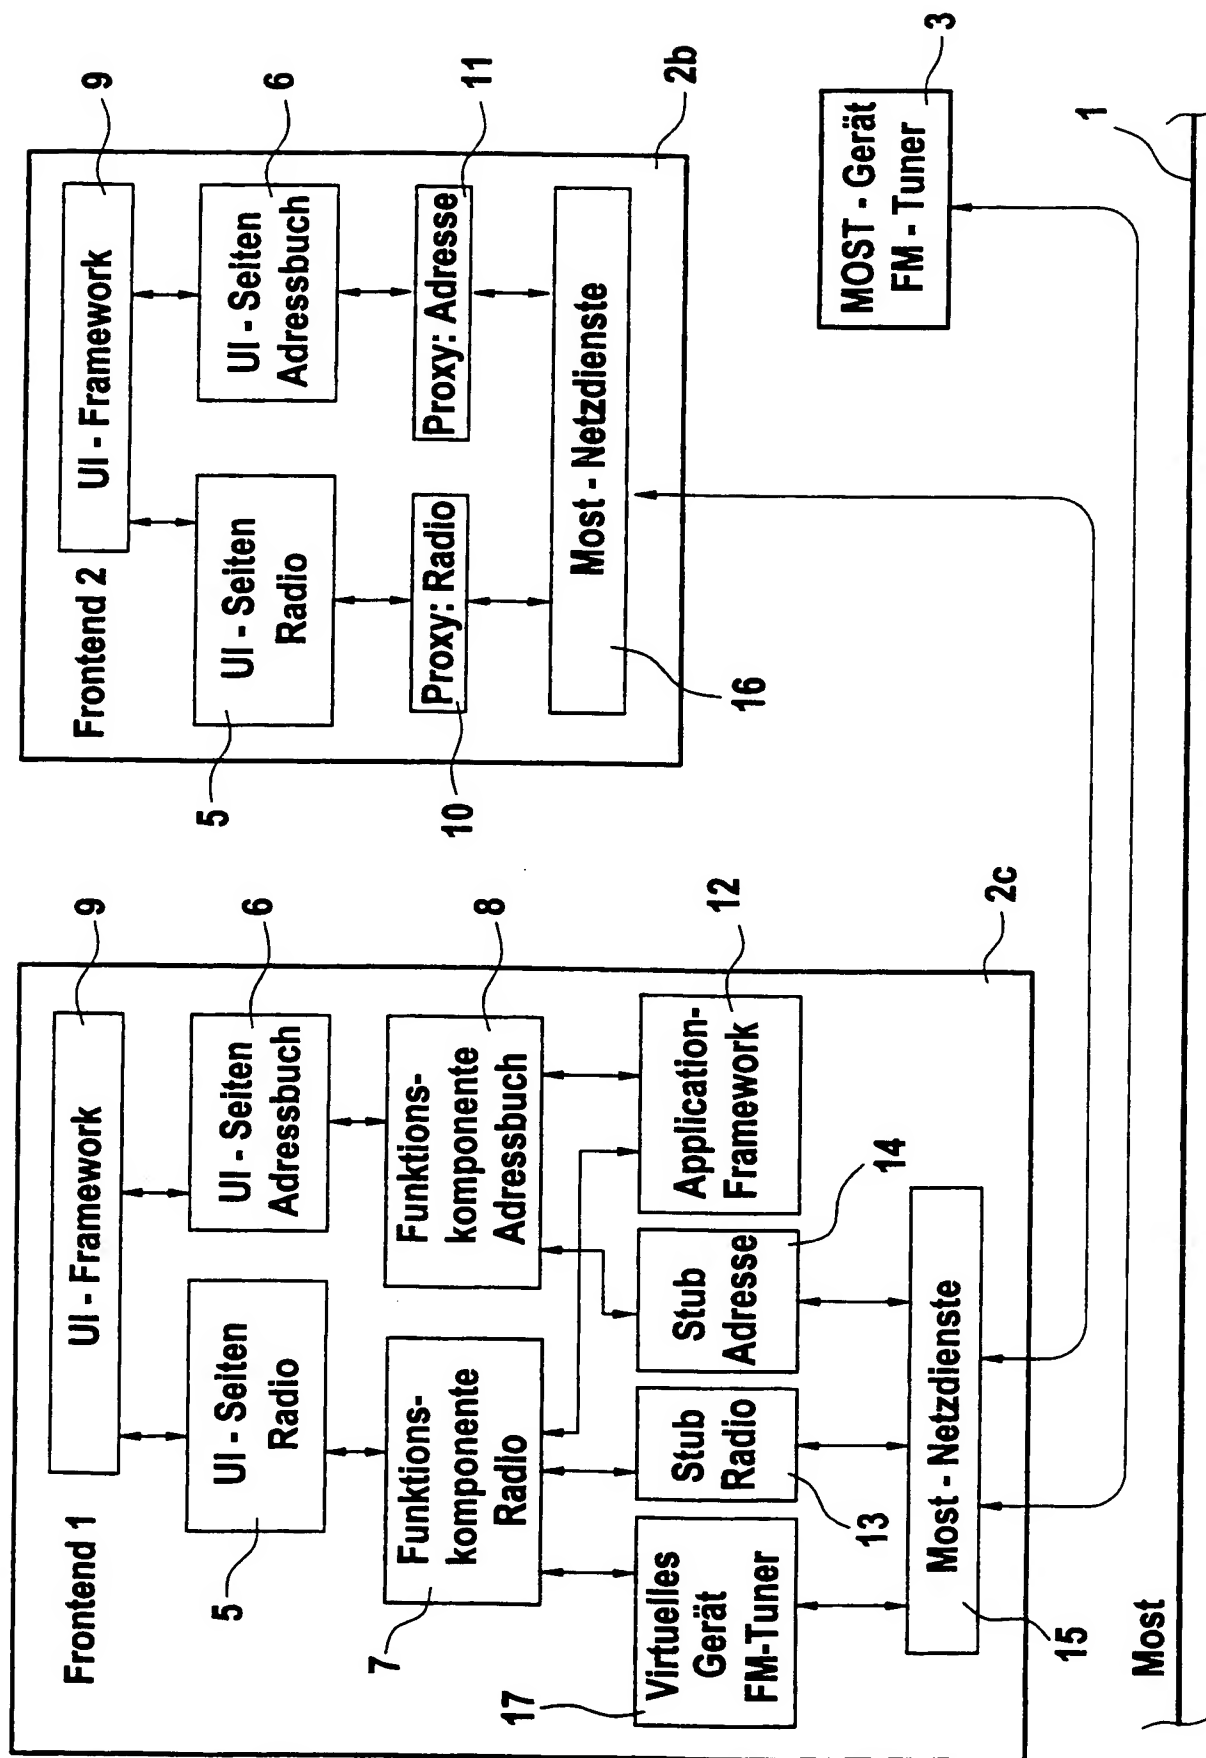 Frontend 1
UI - Framework
9
UI - Seiten
Radio
5
UI - Seiten
Adressbuch
6
Funktions-
komponente
Radio
7
Funktions-
komponente
Adressbuch
8
Virtuelles
Gerät
FM-Tuner
17
Stub
Radio
13
Stub
Adresse
14
Application-
Framework
12
Most - Netzdienste
15
2c
Frontend 2
UI - Framework
9
UI - Seiten
Radio
5
UI - Seiten
Adressbuch
6
Proxy: Radio
10
Proxy: Adresse
11
Most - Netzdienste
16
2b
MOST - Gerät
FM - Tuner
3
Most
1